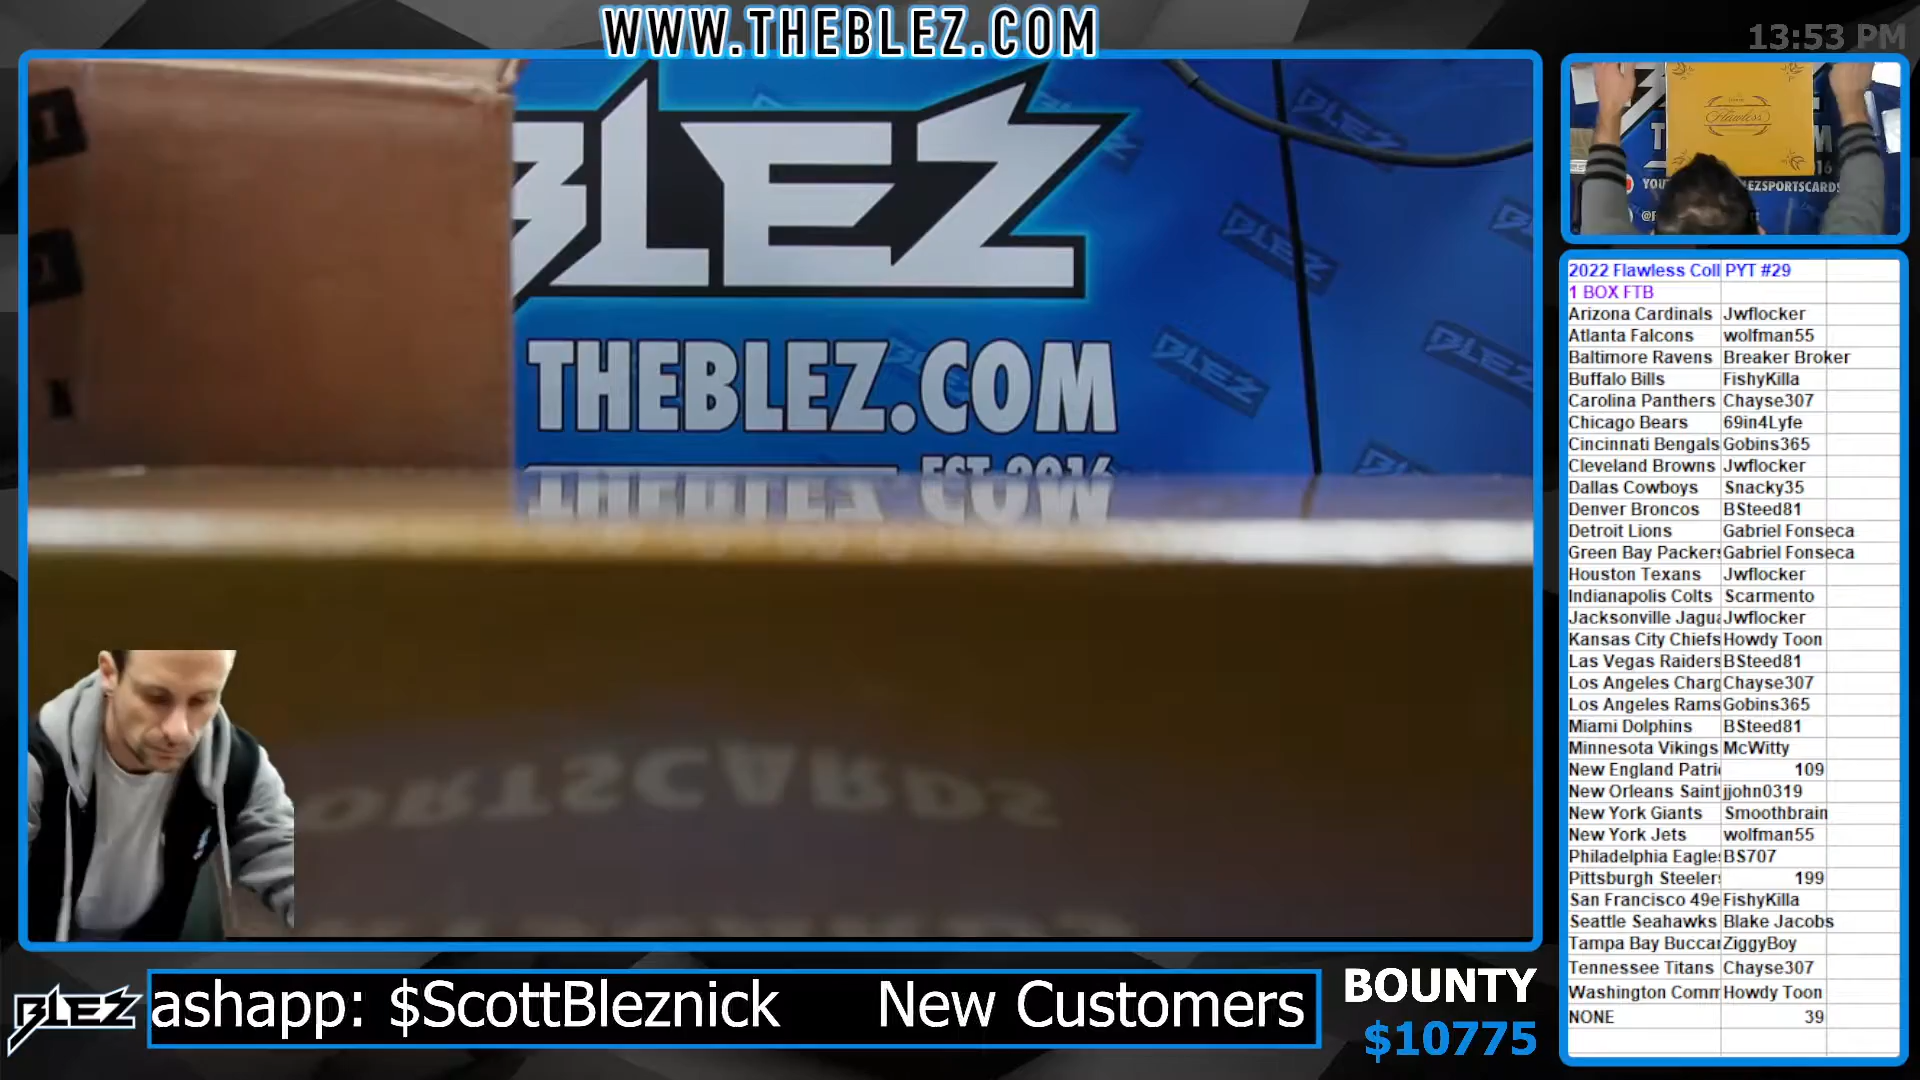 WWW.THEBLEZ.COM
13:53 PM
BLEZ
THEBLEZ.COM
EST 2016
Flawless
2022 Flawless Coll PYT #29
1 BOX FTB
Arizona Cardinals Jwflocker
Atlanta Falcons wolfman55
Baltimore Ravens Breaker Broker
Buffalo Bills FishyKilla
Carolina Panthers Chayse307
Chicago Bears 69in4Lyfe
Cincinnati Bengals Gobins365
Cleveland Browns Jwflocker
Dallas Cowboys Snacky35
Denver Broncos BSteed81
Detroit Lions Gabriel Fonseca
Green Bay Packers Gabriel Fonseca
Houston Texans Jwflocker
Indianapolis Colts Scarmento
Jacksonville Jagua Jwflocker
Kansas City Chiefs Howdy Toon
Las Vegas Raiders BSteed81
Los Angeles Charg Chayse307
Los Angeles Rams Gobins365
Miami Dolphins BSteed81
Minnesota Vikings McWitty
New England Patri 109
New Orleans Saint jjohn0319
New York Giants Smoothbrain
New York Jets wolfman55
Philadelphia Eagles BS707
Pittsburgh Steelers 199
San Francisco 49e FishyKilla
Seattle Seahawks Blake Jacobs
Tampa Bay Buccan ZiggyBoy
Tennessee Titans Chayse307
Washington Comm Howdy Toon
NONE 39
ORTSCARDS
BLEZ
ashapp: $ScottBleznick New Customers
BOUNTY
$10775